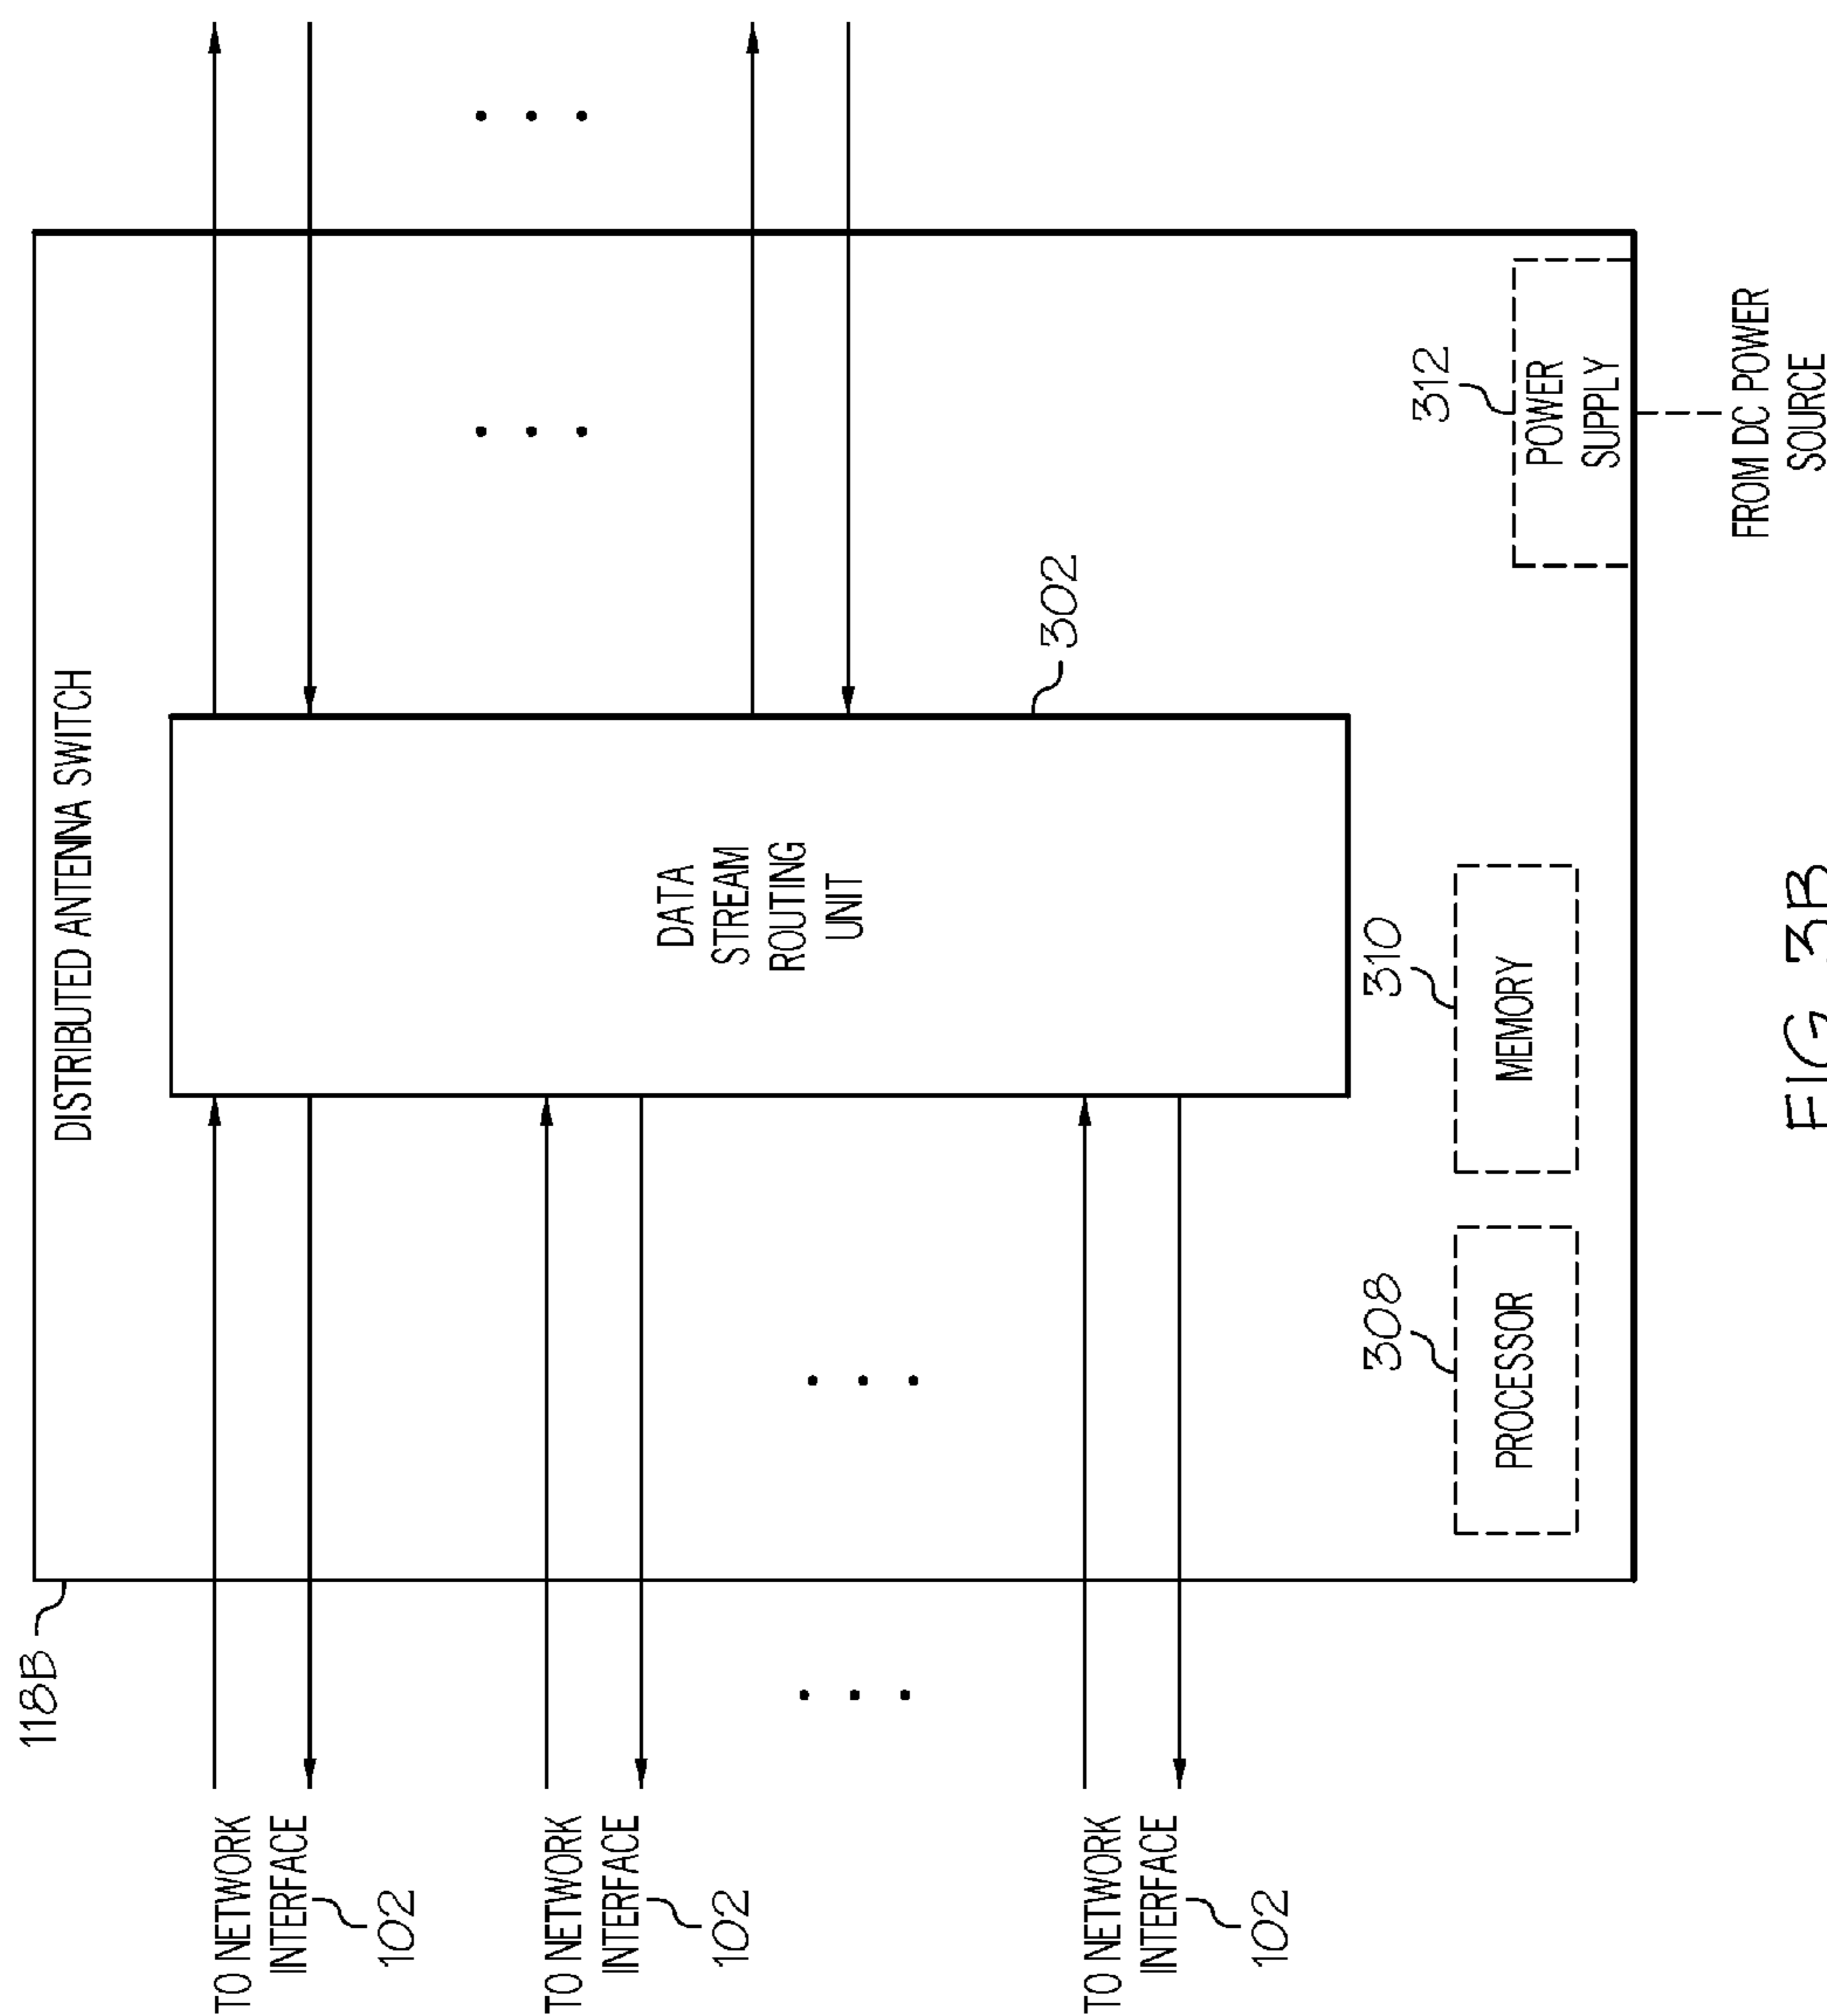 118B
DISTRIBUTED ANTENNA SWITCH
TO NETWORK
INTERFACE
102
TO NETWORK
INTERFACE
102
TO NETWORK
INTERFACE
102
DATA
STREAM
ROUTING
UNIT
302
308
PROCESSOR
310
MEMORY
312
POWER
SUPPLY
FROM DC POWER
SOURCE
FIG 3B